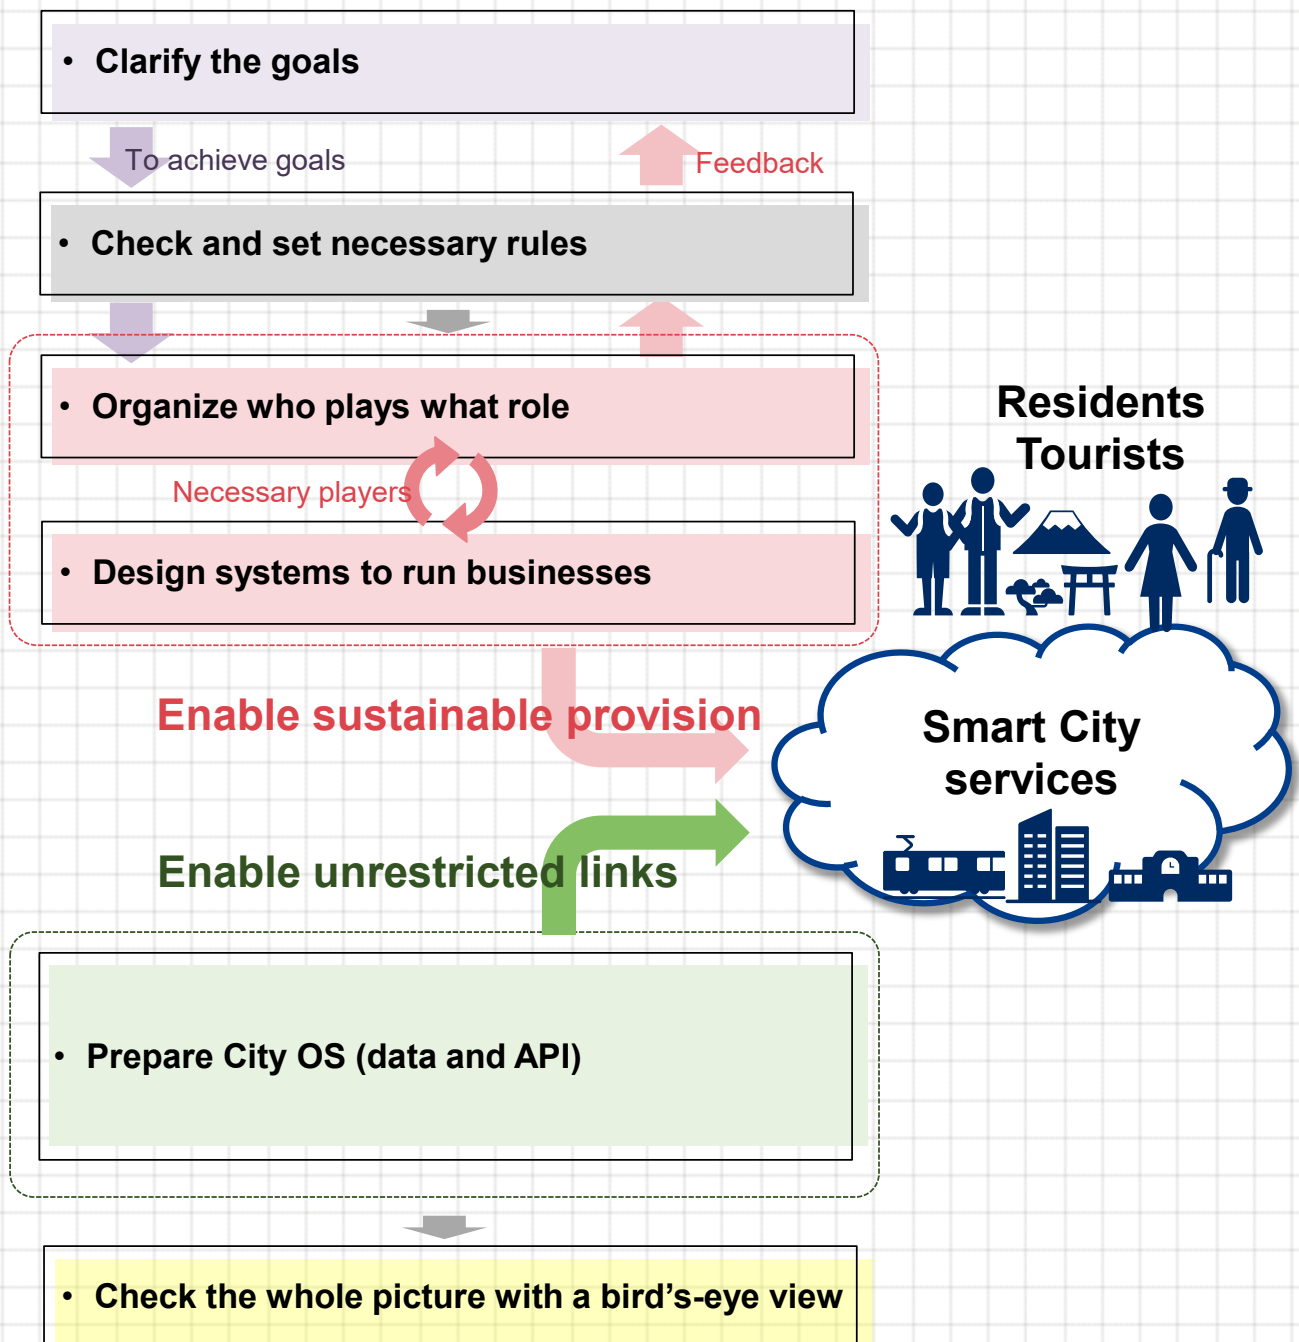 • Clarify the goals
To achieve goals
Feedback
• Check and set necessary rules
• Organize who plays what role
Necessary players
• Design systems to run businesses
Residents
Tourists
Enable sustainable provision
Smart City
services
Enable unrestricted links
• Prepare City OS (data and API)
• Check the whole picture with a bird’s-eye view